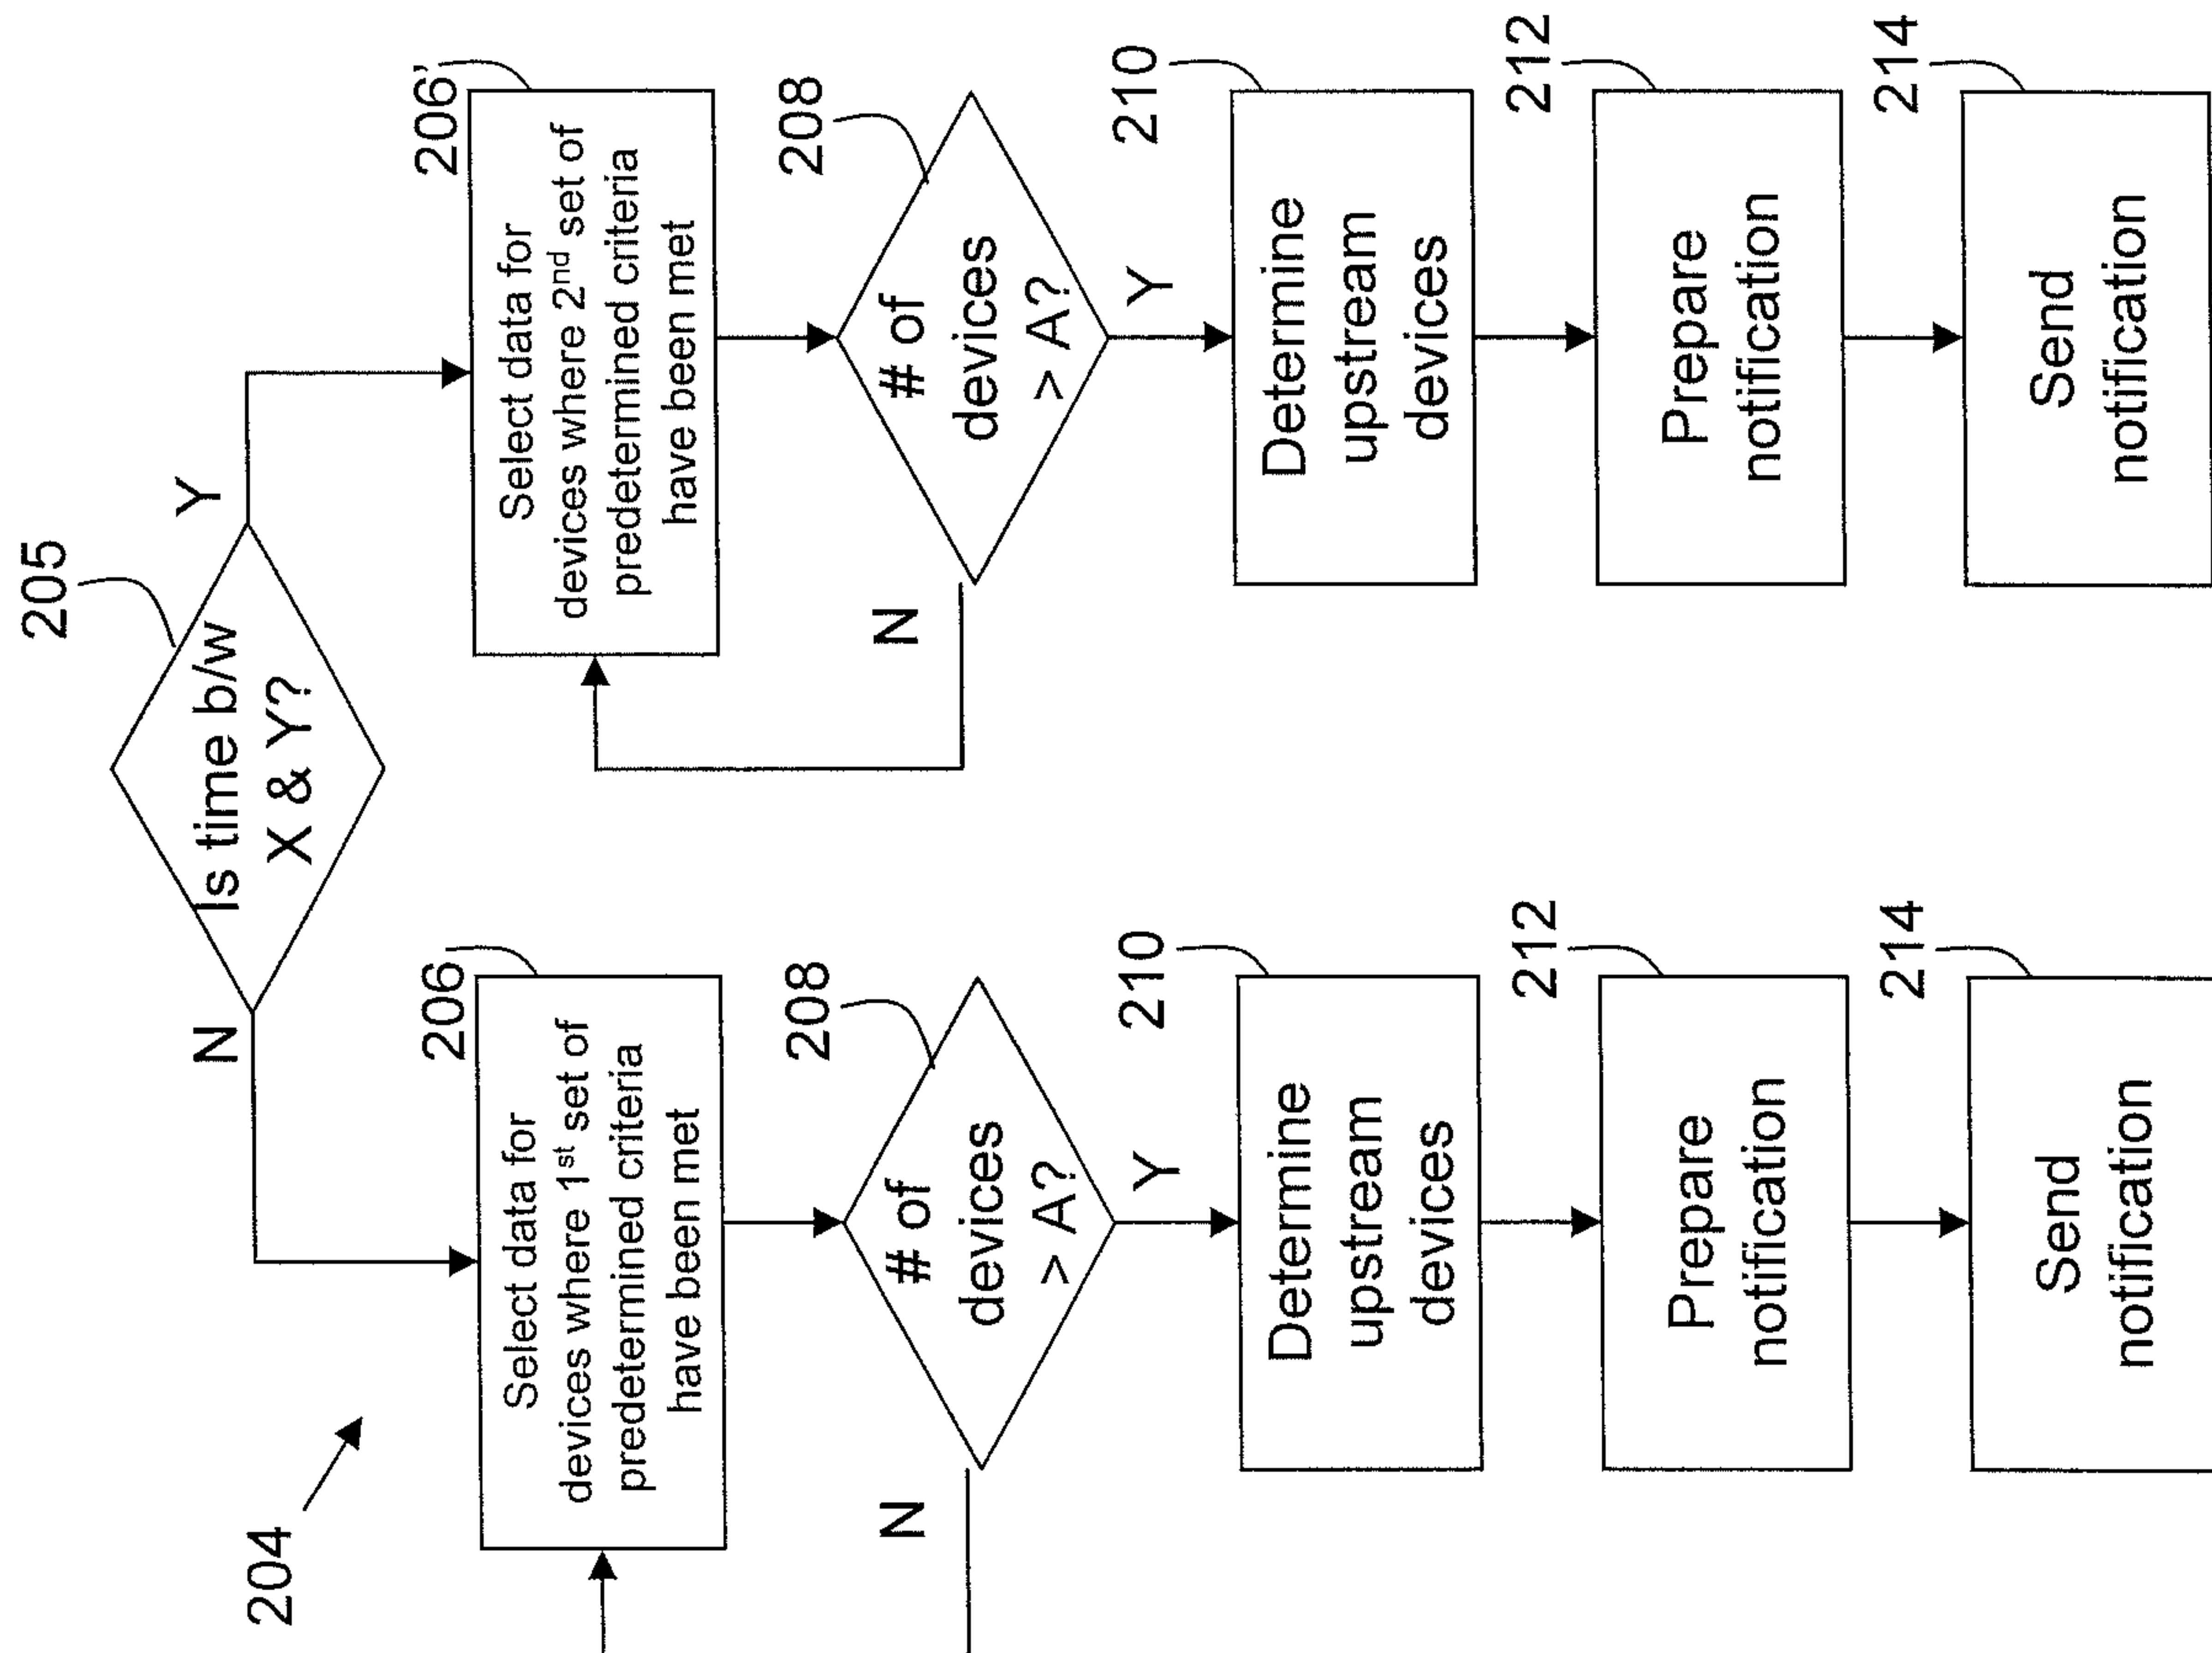 204
205
Is time b/w
X & Y?
N
Y
206
Select data for
devices where 1st set of
predetermined criteria
have been met
208
# of
devices
> A?
N
Y
210
Determine
upstream
devices
212
Prepare
notification
214
Send
notification
206'
Select data for
devices where 2nd set of
predetermined criteria
have been met
208
# of
devices
> A?
N
Y
210
Determine
upstream
devices
212
Prepare
notification
214
Send
notification